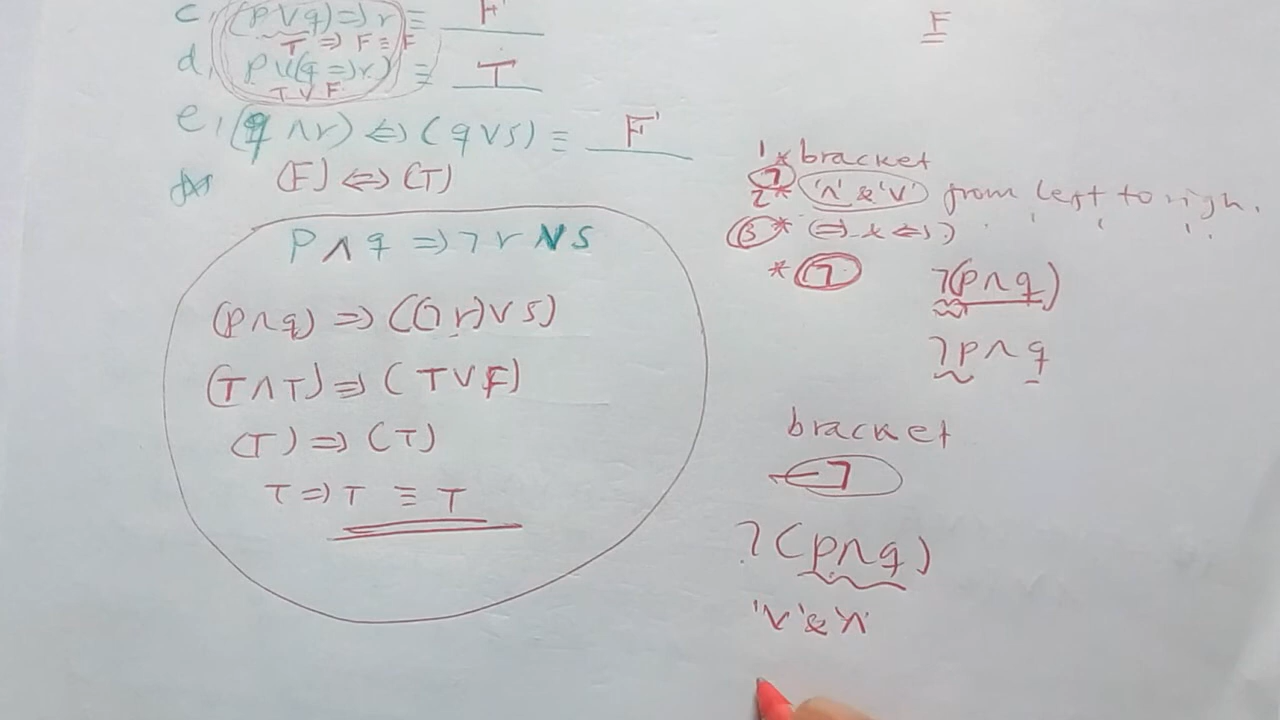 c, (p∨q)⇒r ≡ F
T ⇒ F ≡ F
d, p∨(q⇒r) ≡ T
T ∨ F
e, (q∧r) ⇔ (q∨s) ≡ F
(F) ⇔ (T)
p∧q ⇒ ¬r∨s
(p∧q) ⇒ ((¬r)∨s)
(T∧T) ⇒ (T∨F)
(T) ⇒ (T)
T⇒T ≡ T
F
1* bracket
¬
2* '∧' & '∨' from left to righ.
3* (⇒ & ⇔)
* ¬
¬(p∧q)
¬p∧q
bracket
¬
¬(p∧q)
'∨' & '∧'